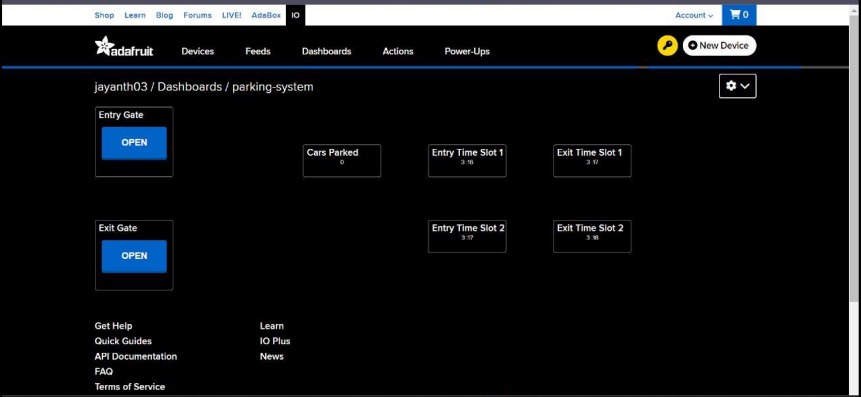 Shop Learn Blog Forums LIVE! AdaBox IO Account 0
adafruit Devices Feeds Dashboards Actions Power-Ups New Device
jayanth03 / Dashboards / parking-system
Entry Gate
OPEN
Cars Parked
0
Entry Time Slot 1
3:16
Exit Time Slot 1
3:17
Exit Gate
OPEN
Entry Time Slot 2
3:17
Exit Time Slot 2
3:18
Get Help
Quick Guides
API Documentation
FAQ
Terms of Service
Learn
IO Plus
News